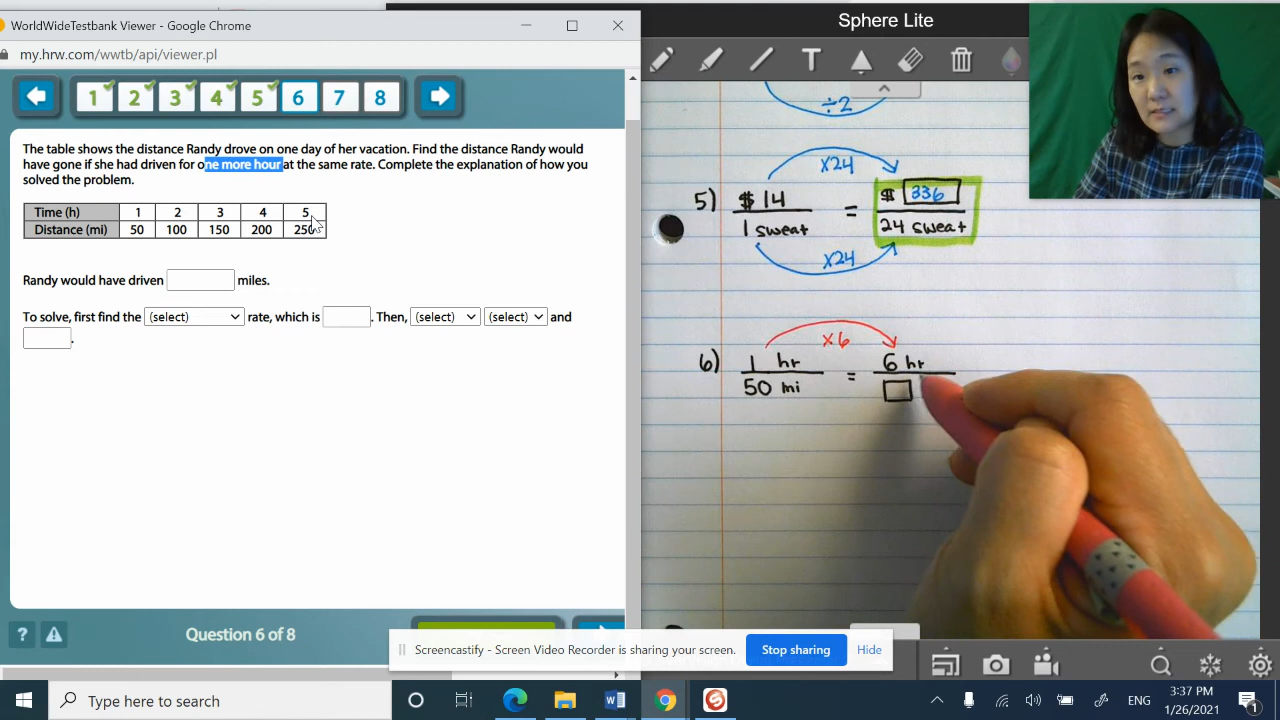 WorldWideTestbank Viewer - Google Chrome
my.hrw.com/wwtb/api/viewer.pl
1 2 3 4 5 6 7 8
The table shows the distance Randy drove on one day of her vacation. Find the distance Randy would
have gone if she had driven for one more hour at the same rate. Complete the explanation of how you
solved the problem.
Time (h) 1 2 3 4 5
Distance (mi) 50 100 150 200 250
Randy would have driven miles.
To solve, first find the (select) rate, which is . Then, (select) (select) and
.
?
Question 6 of 8
Sphere Lite
T
÷2
x24
5) $ 14 = $ 336
1 sweat 24 sweat
x24
x6
6) 1 hr = 6 hr
50 mi
Screencastify - Screen Video Recorder is sharing your screen.
Stop sharing
Hide
Type here to search
ENG
3:37 PM
1/26/2021
1